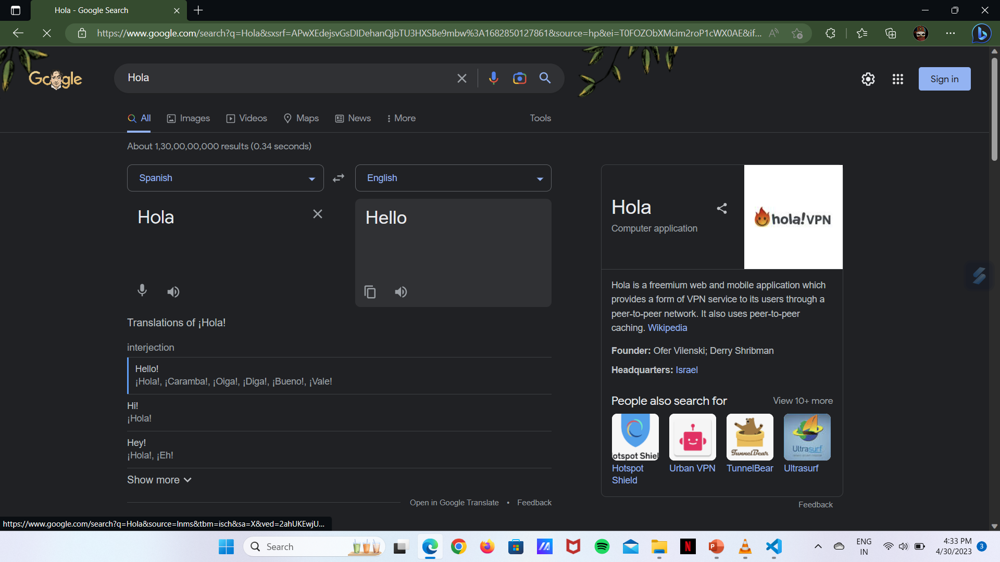 Hola - Google Search
https://www.google.com/search?q=Hola&sxsrf=APwXEdejsvGsDIDehanQjbTU3HXSBe9mbw%3A1682850127861&source=hp&ei=T0FOZObXMcim2roP1cWX0AE&if...
Google
Hola
Sign in
All
Images
Videos
Maps
News
More
Tools
About 1,30,00,00,000 results (0.34 seconds)
Spanish
English
Hola
Hello
Translations of ¡Hola!
interjection
Hello!
¡Hola!, ¡Caramba!, ¡Oiga!, ¡Diga!, ¡Bueno!, ¡Vale!
Hi!
¡Hola!
Hey!
¡Hola!, ¡Eh!
Show more
Open in Google Translate • Feedback
Hola
Computer application
hola!VPN
Hola is a freemium web and mobile application which
provides a form of VPN service to its users through a
peer-to-peer network. It also uses peer-to-peer
caching. Wikipedia
Founder: Ofer Vilenski; Derry Shribman
Headquarters: Israel
People also search for
View 10+ more
otspot Shiel
TunnelBear
Ultrasurf
Hotspot
Shield
Urban VPN
TunnelBear
Ultrasurf
Feedback
https://www.google.com/search?q=Hola&source=lnms&tbm=isch&sa=X&ved=2ahUKEwjU...
Search
ENG
IN
4:33 PM
4/30/2023
3